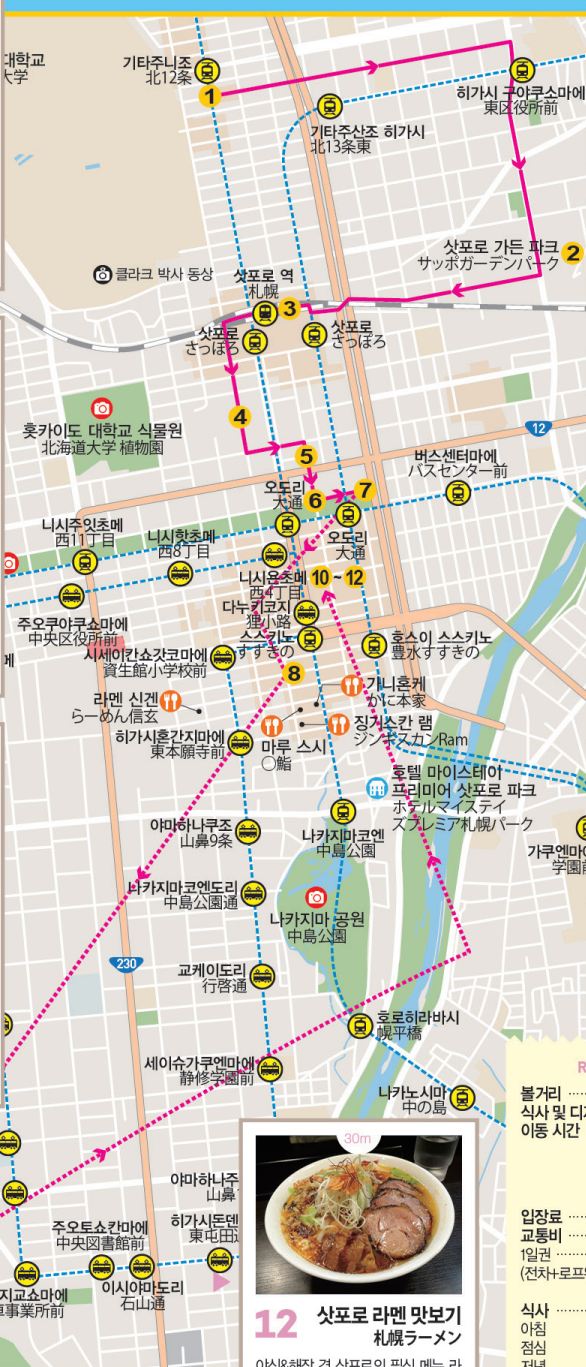 대학교
大学
기타주니조
北12条
1
히가시 구야쿠쇼마에
東区役所前
기타주산조 히가시
北13条東
삿포로 가든 파크
サッポロガーデンパーク
2
클라크 박사 동상
삿포로 역
札幌
3
삿포로
さっぽろ
삿포로
さっぽろ
4
홋카이도 대학교 식물원
北海道大学 植物園
12
5
버스센터마에
バスセンター前
오도리
大通
6
7
니시주잇초메
西11丁目
니시핫초메
西8丁目
오도리
大通
니시욘초메
西4丁目
10 ~ 12
다누키코지
狸小路
주오쿠야쿠쇼마에
中央区役所前
스스키노
すすきの
호스이 스스키노
豊水すすきの
시세이칸쇼갓코마에
資生館小学校前
8
가니혼케
かに本家
라멘 신겐
らーめん信玄
징기스칸 램
ジンギスカンRam
히가시혼간지마에
東本願寺前
마루 스시
〇鮨
호텔 마이스테이
프리미어 삿포로 파크
ホテルマイステイ
ズプレミア札幌パーク
야마하나쿠조
山鼻9条
나카지마코엔
中島公園
가쿠엔마에
学園前
나카지마코엔도리
中島公園通
나카지마 공원
中島公園
230
교케이도리
行啓通
호로히라바시
幌平橋
세이슈가쿠엔마에
静修学園前
나카노시마
中の島
볼거리
식사 및 디저
이동 시간
입장료
교통비
1일권
(전차+로프
식사
아침
점심
저녁
야마하나주
山鼻
주오토쇼칸마에
中央図書館前
히가시돈덴
東屯田通
이시야마도리
石山通
지교쇼마에
事業所前
30m
12 삿포로 라멘 맛보기
札幌ラーメン
야식&해장 겸 삿포로의 필식 메뉴 라